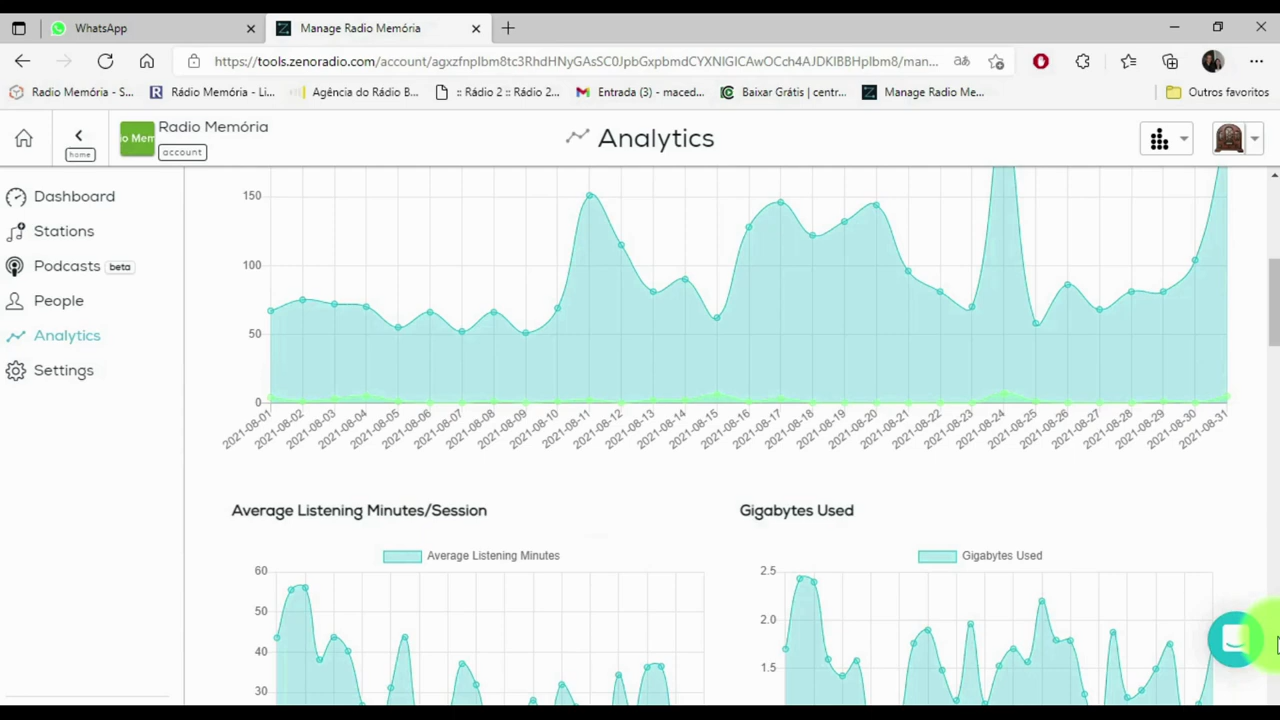 WhatsApp
Manage Radio Memória
https://tools.zenoradio.com/account/agxzfnplbm8tc3RhdHNyGAsSC0JpbGxpbmdCYXNlGICAwOCch4AJDKIBBHplbm8/man...
Radio Memória - S...
Rádio Memória - Li...
Agência do Rádio B...
:: Rádio 2 :: Rádio 2...
Entrada (3) - maced...
Baixar Grátis | centr...
Manage Radio Me...
Outros favoritos
home
Radio Memória
account
Analytics
Dashboard
Stations
Podcasts beta
People
Analytics
Settings
150
100
50
0
2021-08-01
2021-08-02
2021-08-03
2021-08-04
2021-08-05
2021-08-06
2021-08-07
2021-08-08
2021-08-09
2021-08-10
2021-08-11
2021-08-12
2021-08-13
2021-08-14
2021-08-15
2021-08-16
2021-08-17
2021-08-18
2021-08-19
2021-08-20
2021-08-21
2021-08-22
2021-08-23
2021-08-24
2021-08-25
2021-08-26
2021-08-27
2021-08-28
2021-08-29
2021-08-30
2021-08-31
Average Listening Minutes/Session
Average Listening Minutes
60
50
40
30
Gigabytes Used
Gigabytes Used
2.5
2.0
1.5